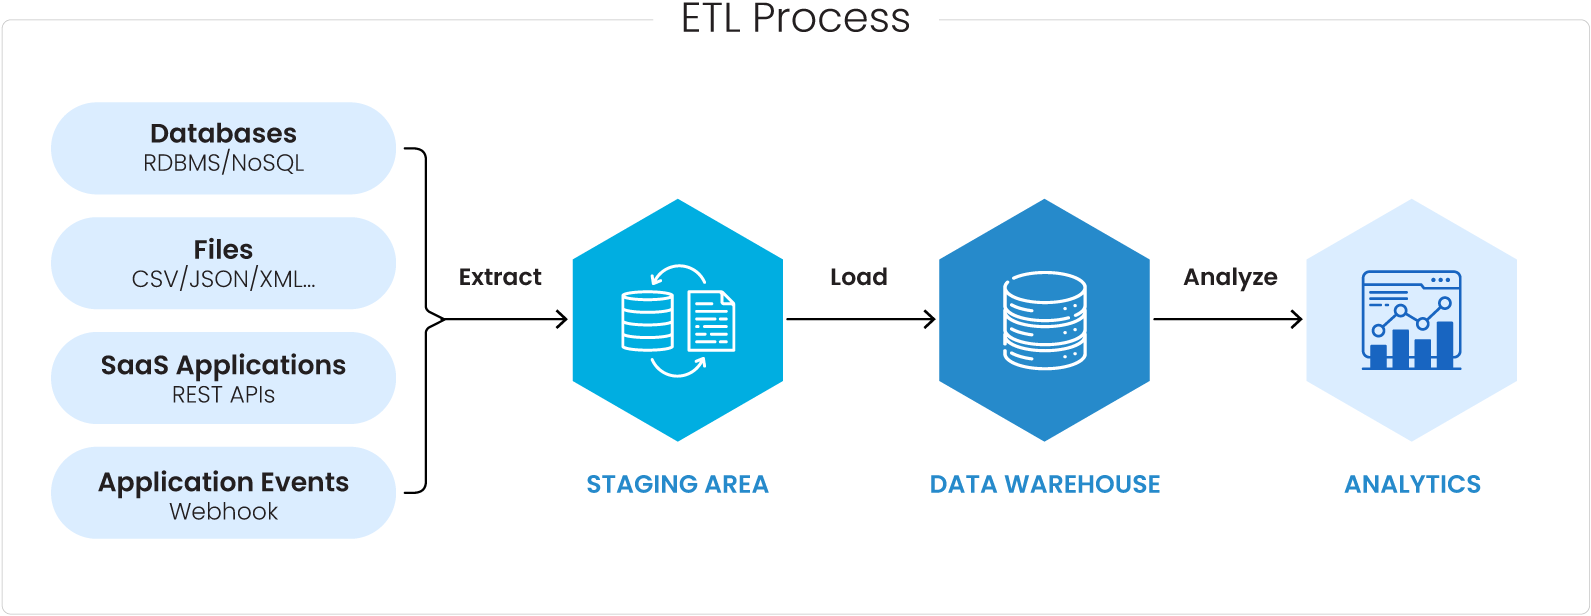 ETL Process
Databases
RDBMS/NoSQL
Files
CSV/JSON/XML...
SaaS Applications
REST APIs
Application Events
Webhook
Extract
Load
Analyze
STAGING AREA
DATA WAREHOUSE
ANALYTICS